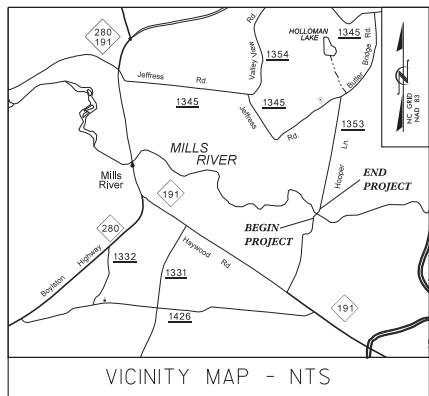 280
191
HOLLOMAN
LAKE
1345
Rd.
Valley View
1354
Rd.
Bridge
Butler
NC GRID
NAD 83
Jeffress Rd.
1345
1345
Jeffress
Rd.
1353
MILLS
RIVER
Mills
River
Ln
Hooper
END
PROJECT
191
BEGIN
PROJECT
280
Boylston Highway
1332
1331
Haywood
Rd.
1426
191
VICINITY MAP - NTS